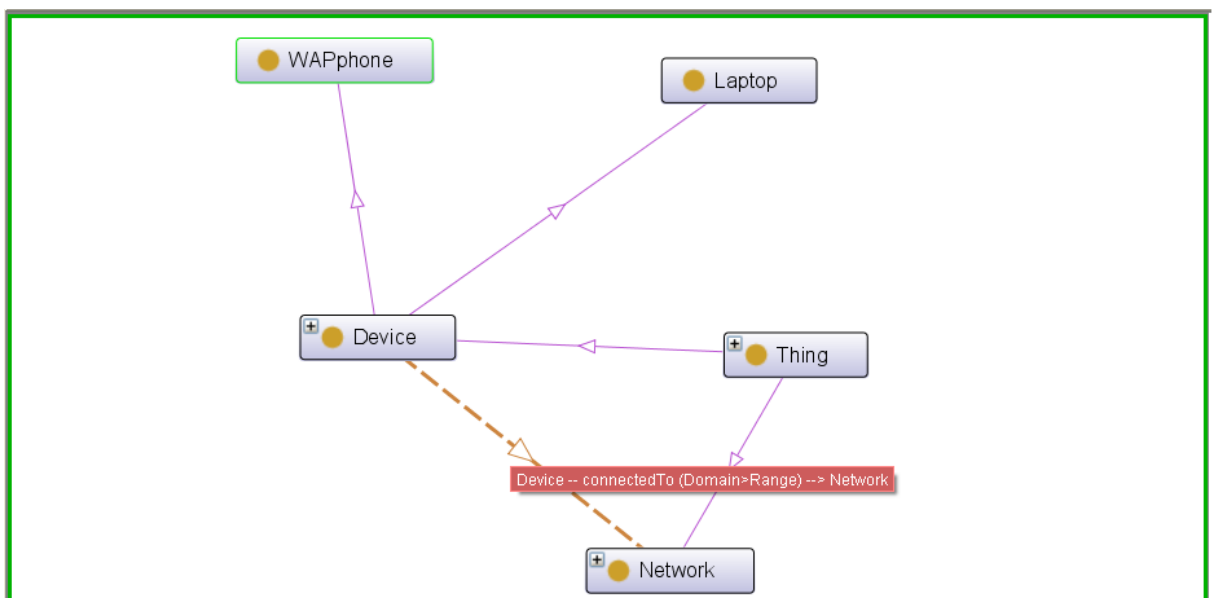 WAPphone
Laptop
Device
Thing
Device -- connectedTo (Domain>Range) --> Network
Network